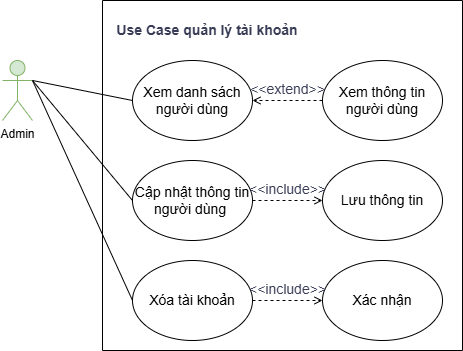 Use Case quản lý tài khoản
Admin
Xem danh sách
người dùng
<<extend>>
Xem thông tin
người dùng
Cập nhật thông tin
người dùng
<<include>>
Lưu thông tin
Xóa tài khoản
<<include>>
Xác nhận